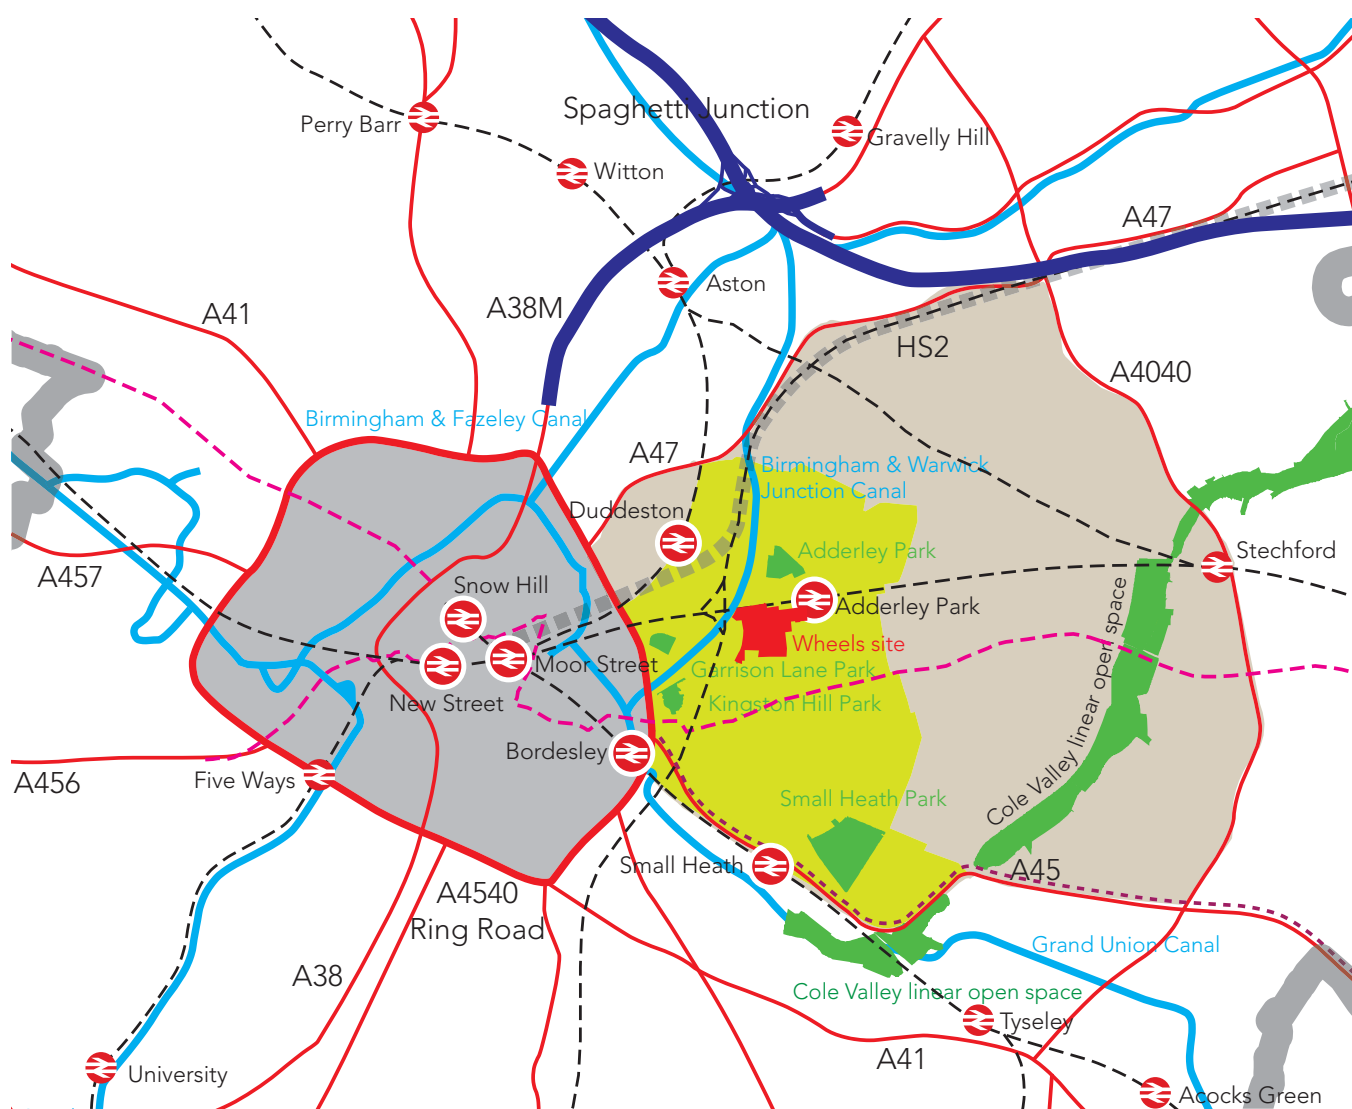 Spaghetti Junction
Perry Barr
Gravelly Hill
Witton
A47
Aston
A41
A38M
HS2
A4040
Birmingham & Fazeley Canal
A47
Birmingham & Warwick
Junction Canal
Duddeston
Adderley Park
Stechford
A457
Snow Hill
Adderley Park
Wheels site
Moor Street
Garrison Lane Park
New Street
Kingston Hill Park
Cole Valley linear open space
Bordesley
A456
Five Ways
Small Heath Park
Small Heath
A45
A4540
Ring Road
Grand Union Canal
A38
Cole Valley linear open space
Tyseley
A41
University
Acocks Green